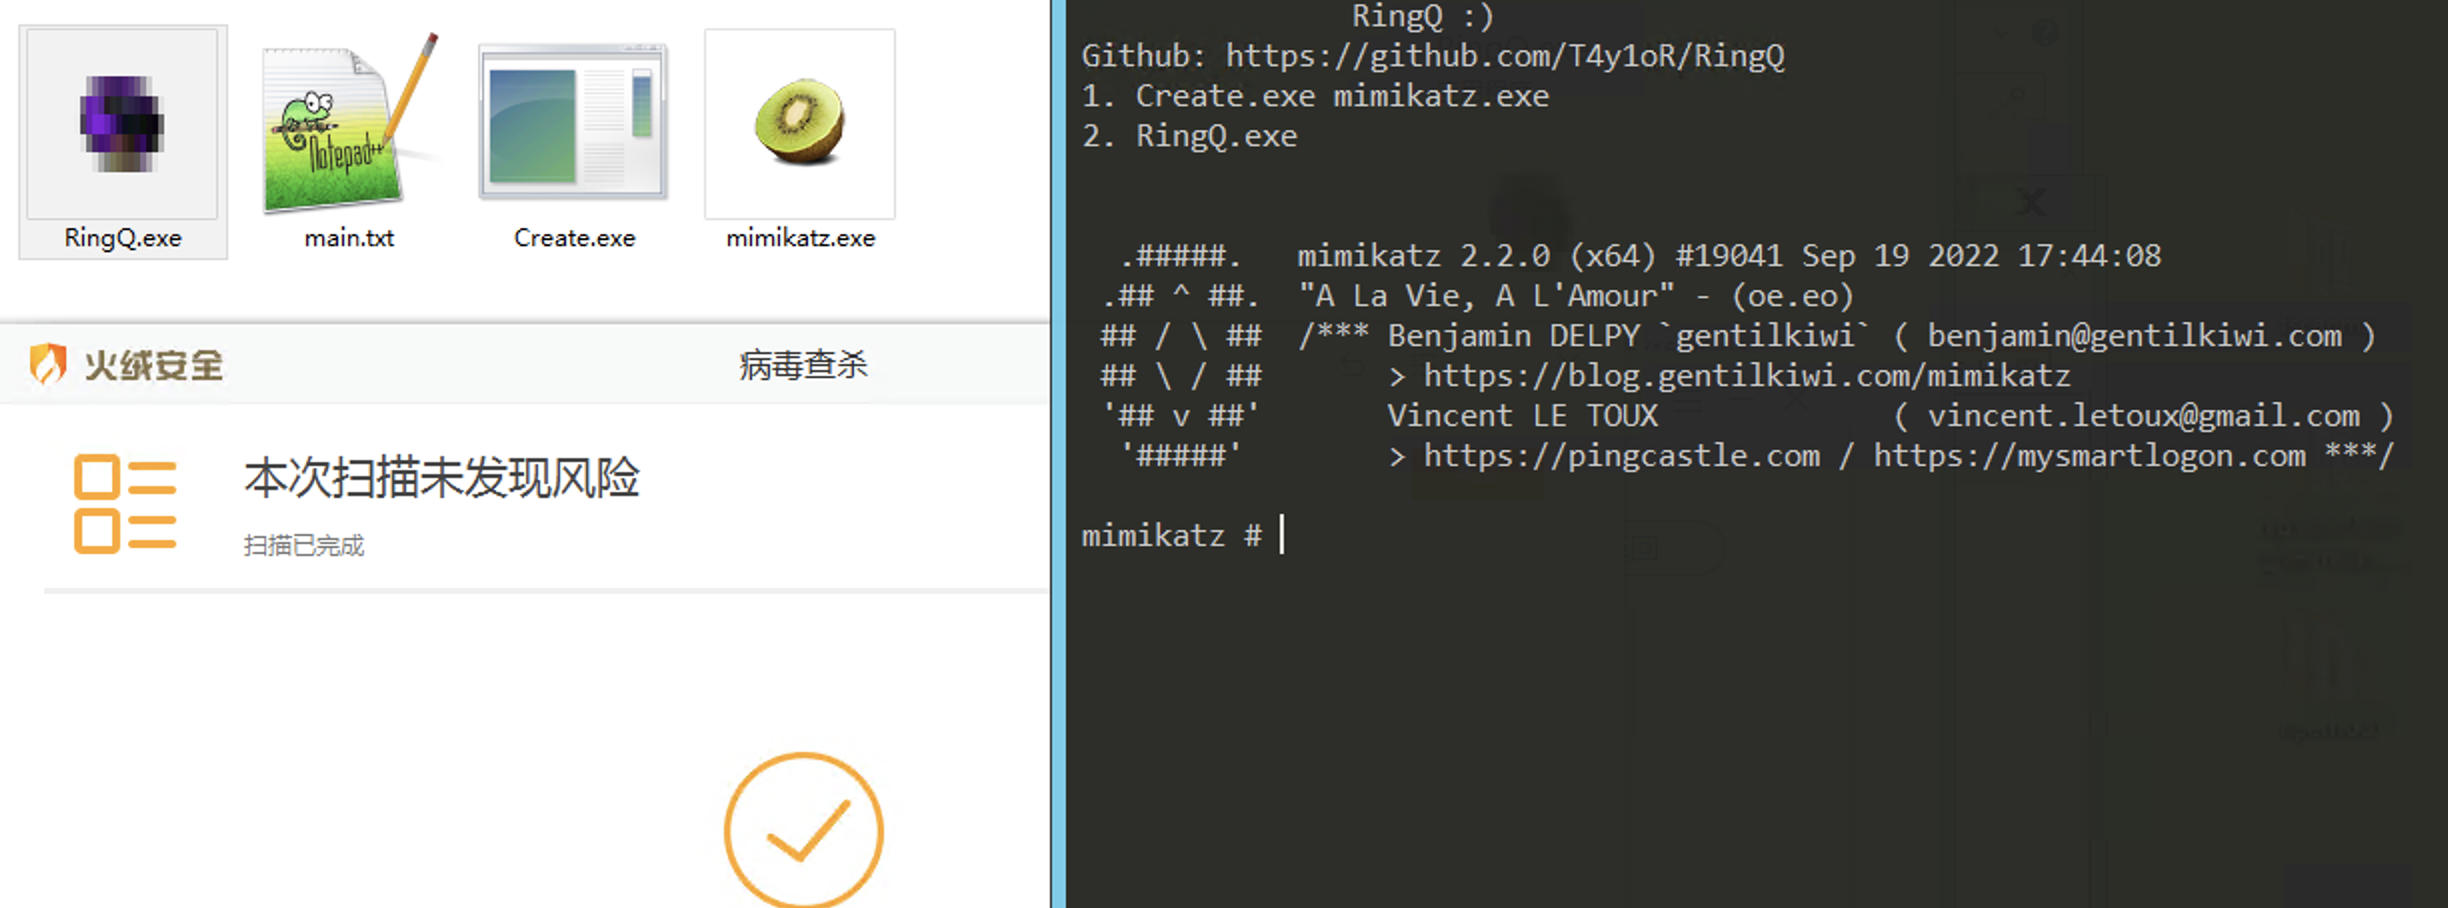 RingQ.exe
main.txt
Create.exe
mimikatz.exe
Notepad++
火绒安全
病毒查杀
本次扫描未发现风险
扫描已完成
RingQ :)
Github: https://github.com/T4y1oR/RingQ
1. Create.exe mimikatz.exe
2. RingQ.exe
.#####.   mimikatz 2.2.0 (x64) #19041 Sep 19 2022 17:44:08
.## ^ ##.  "A La Vie, A L'Amour" - (oe.eo)
## / \ ##  /*** Benjamin DELPY `gentilkiwi` ( benjamin@gentilkiwi.com )
## \ / ##       > https://blog.gentilkiwi.com/mimikatz
'## v ##'       Vincent LE TOUX             ( vincent.letoux@gmail.com )
'#####'        > https://pingcastle.com / https://mysmartlogon.com ***/
mimikatz #